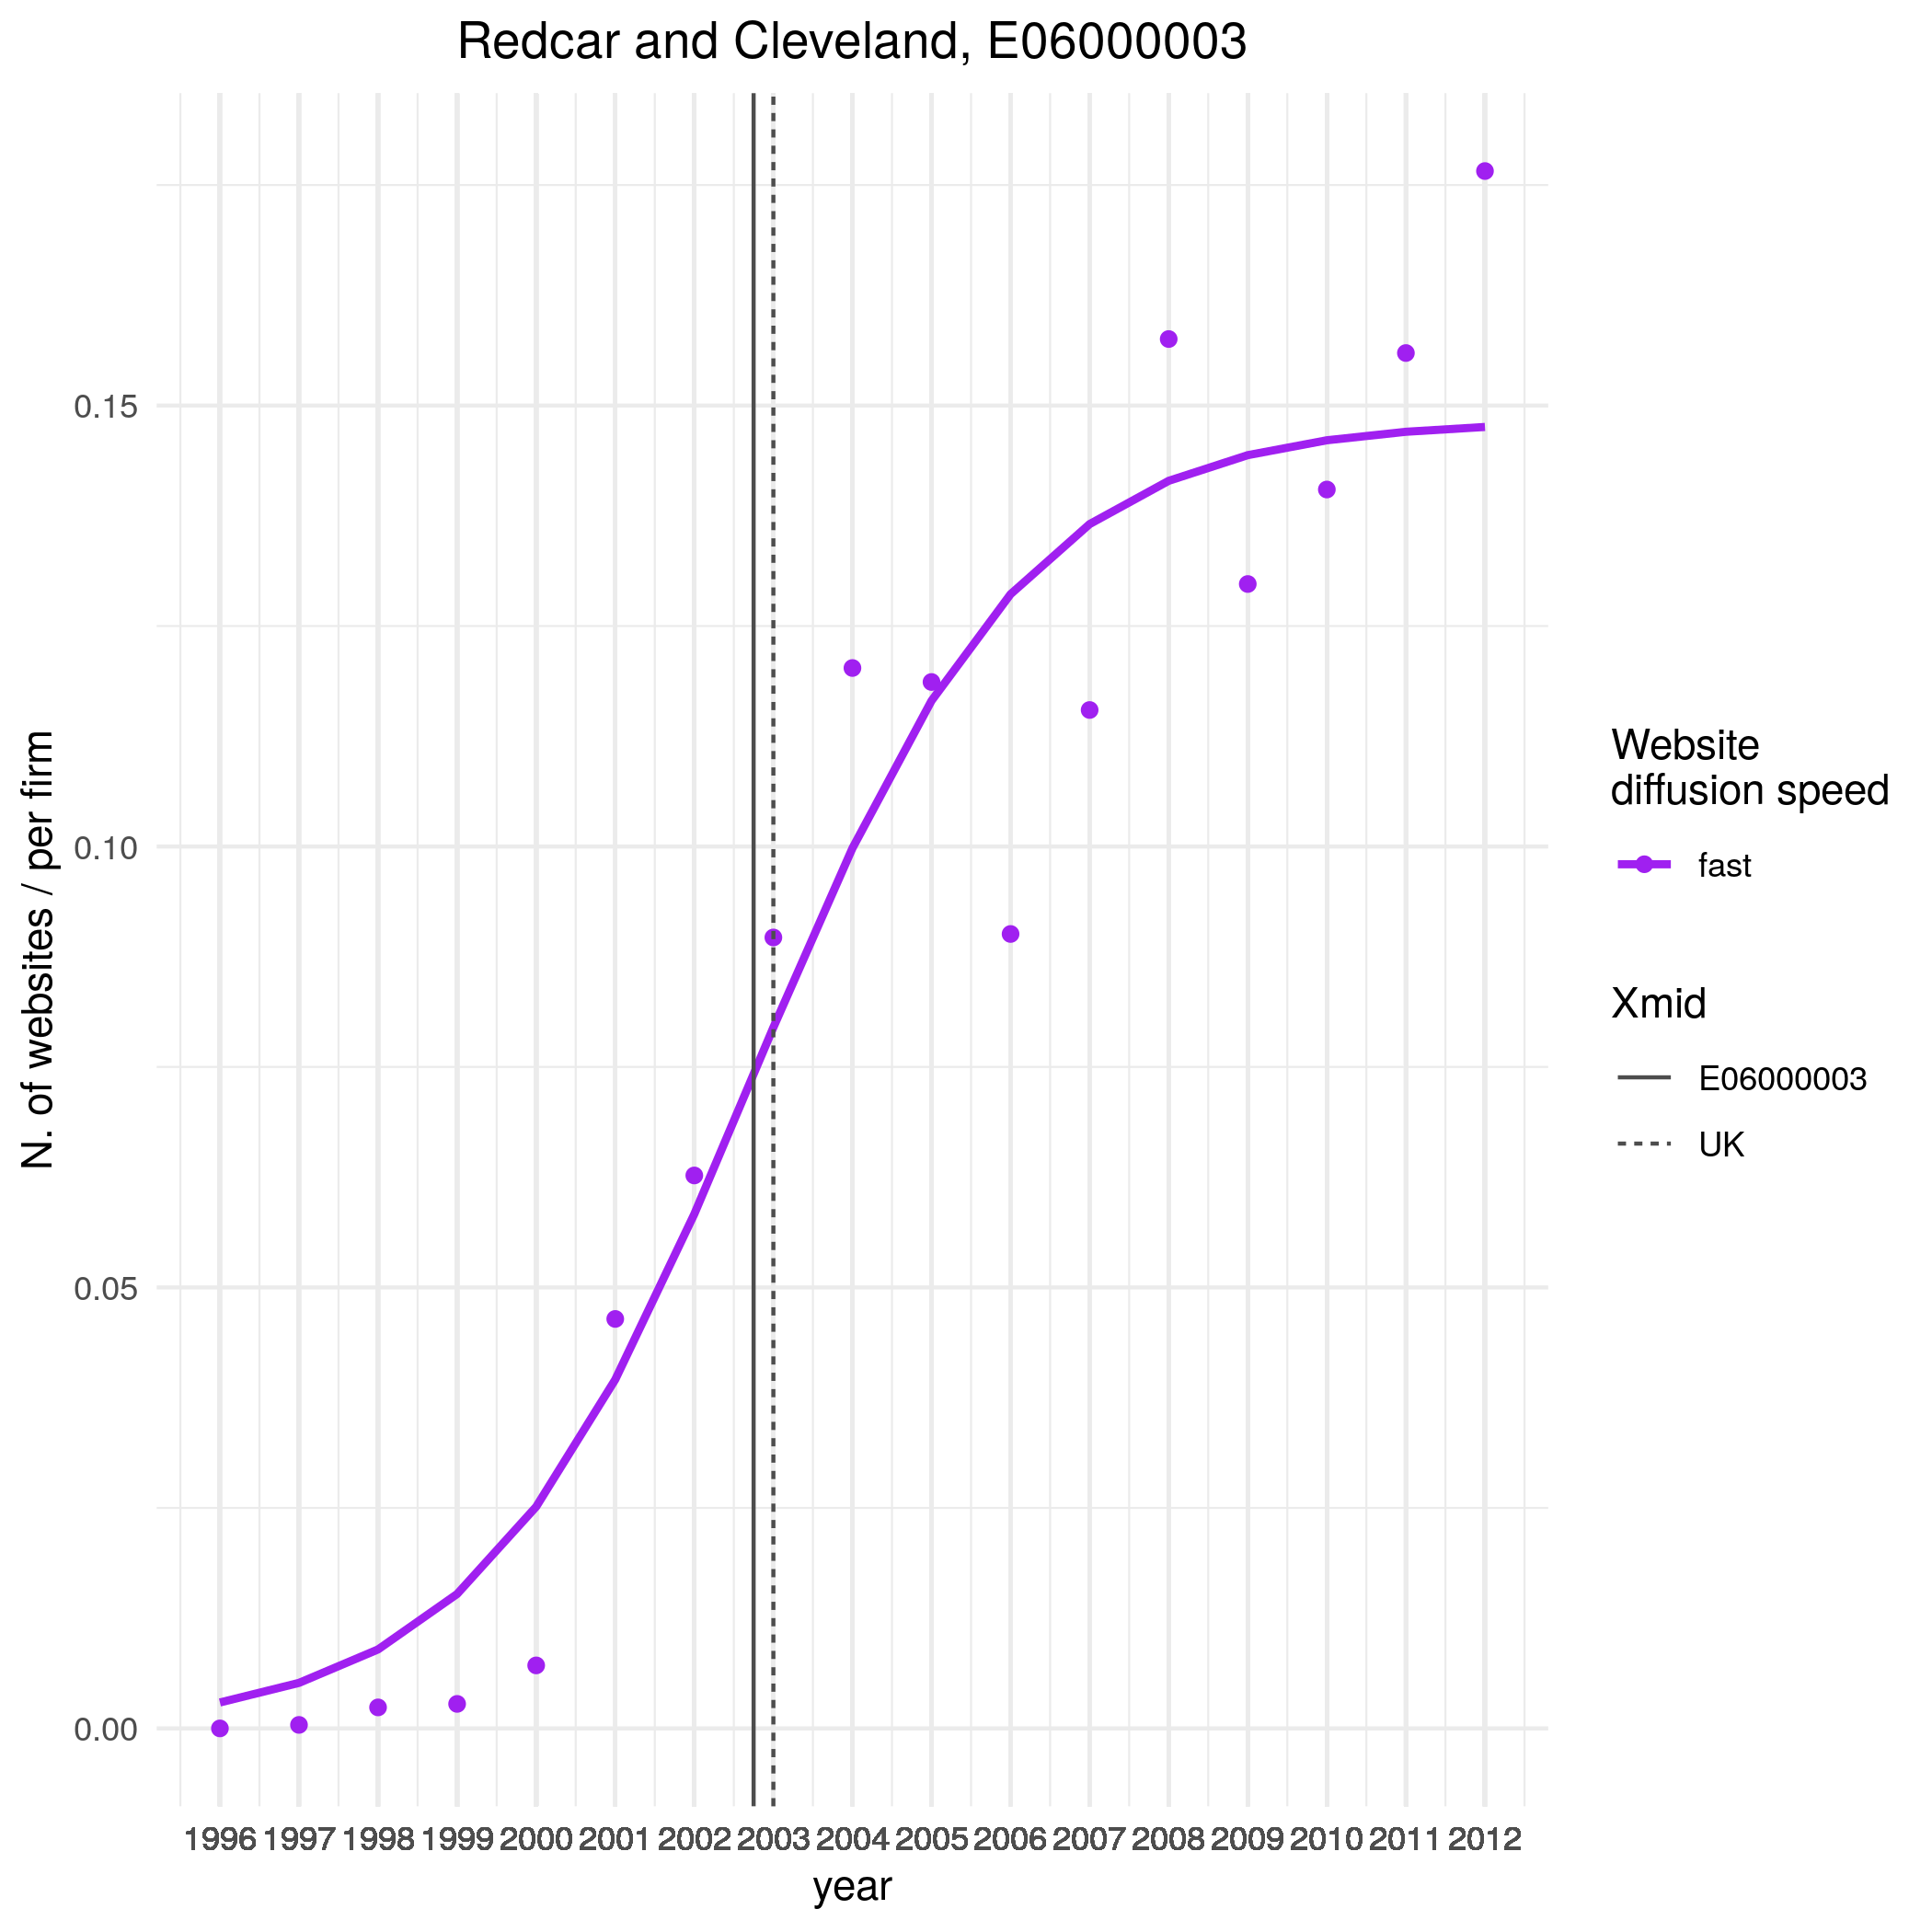 Redcar and Cleveland, E06000003
N. of websites / per firm
0.15
0.10
0.05
0.00
1996 1997 1998 1999 2000 2001 2002 2003 2004 2005 2006 2007 2008 2009 2010 2011 2012
year
Website
diffusion speed
fast
Xmid
E06000003
UK